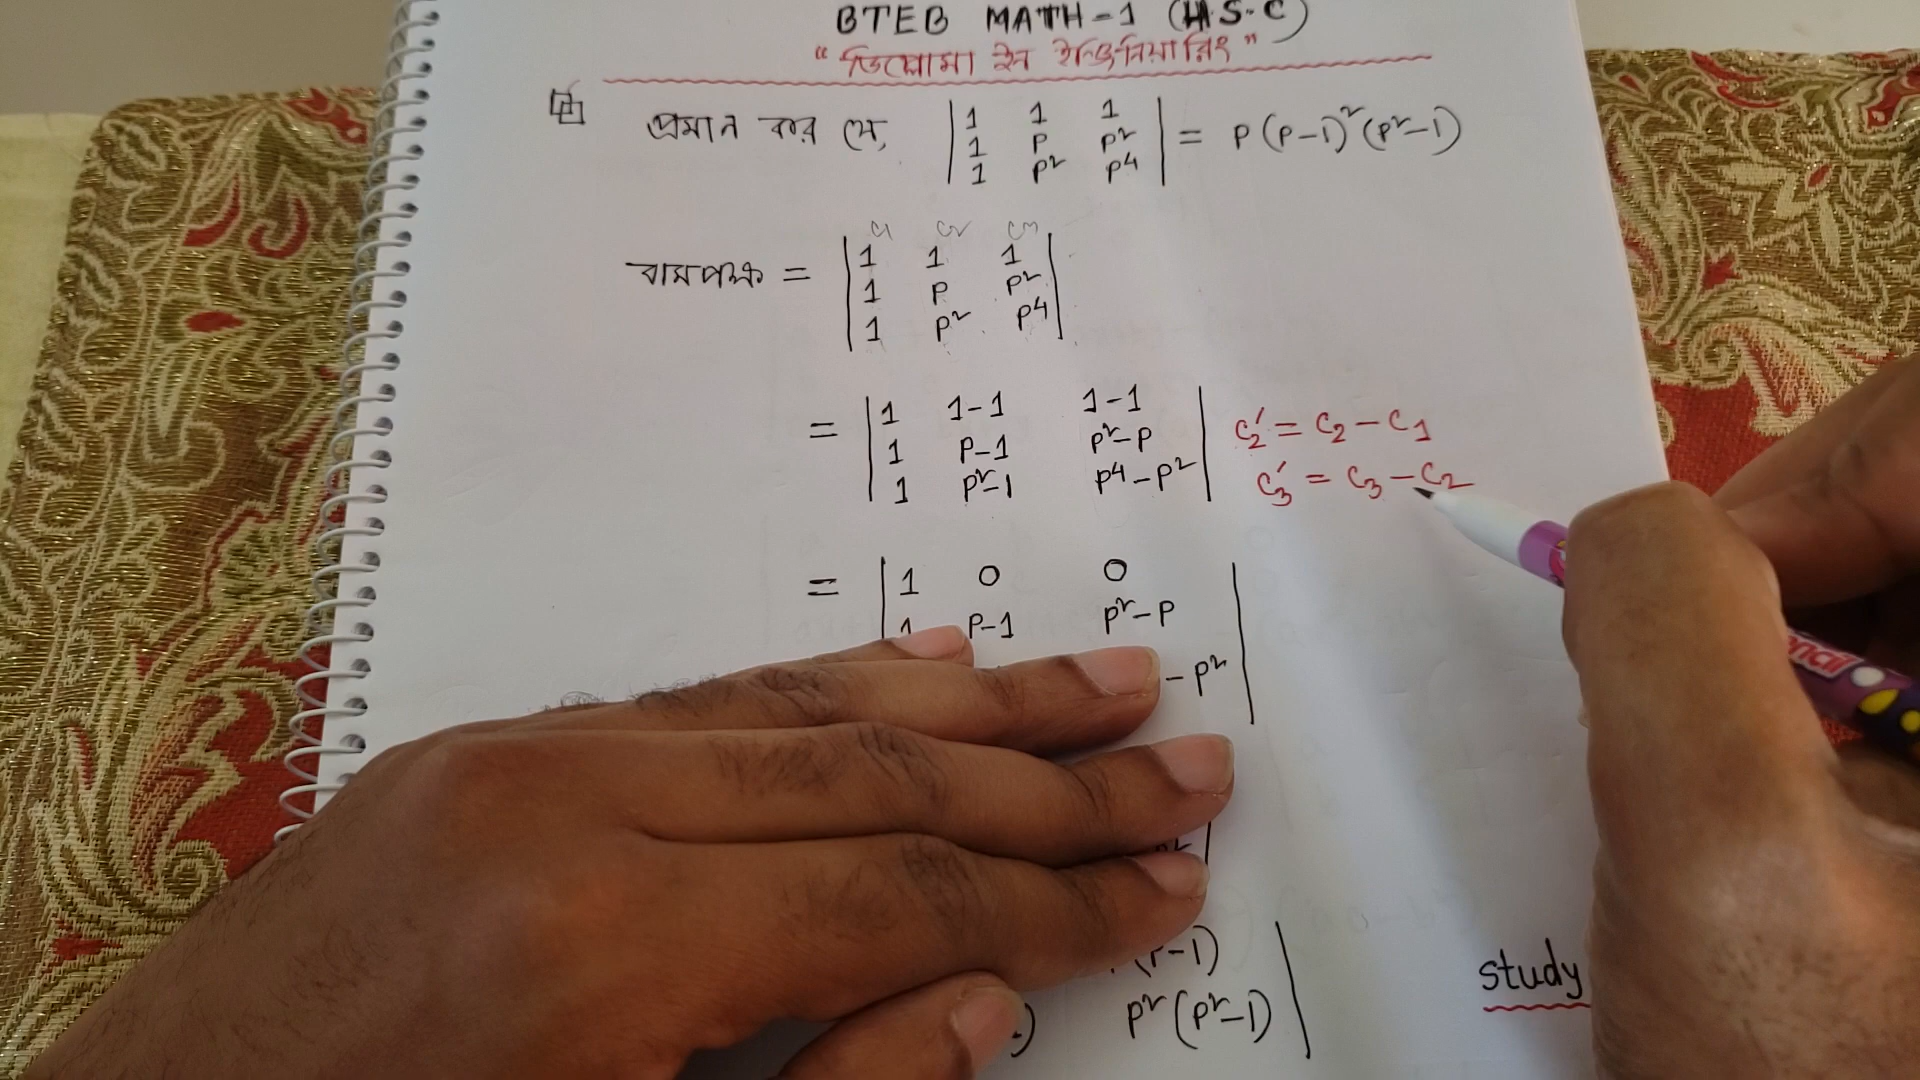 BTEB MATH-1 (H.S.C)
"ডিপ্লোমা ইন ইঞ্জিনিয়ারিং"
প্রমান কর যে, | 1 1 1 | = P(P-1)²(P²-1)
1 P P²
1 P² P⁴
C₁ C₂ C₃
বামপক্ষ = | 1 1 1 |
1 P P²
1 P² P⁴
= | 1 1-1 1-1 |
1 P-1 P²-P C₂′ = C₂-C₁
1 P²-1 P⁴-P² C₃′ = C₃-C₂
= | 1 0 0 |
1 P-1 P²-P
-P²
P²(P²-1)
study